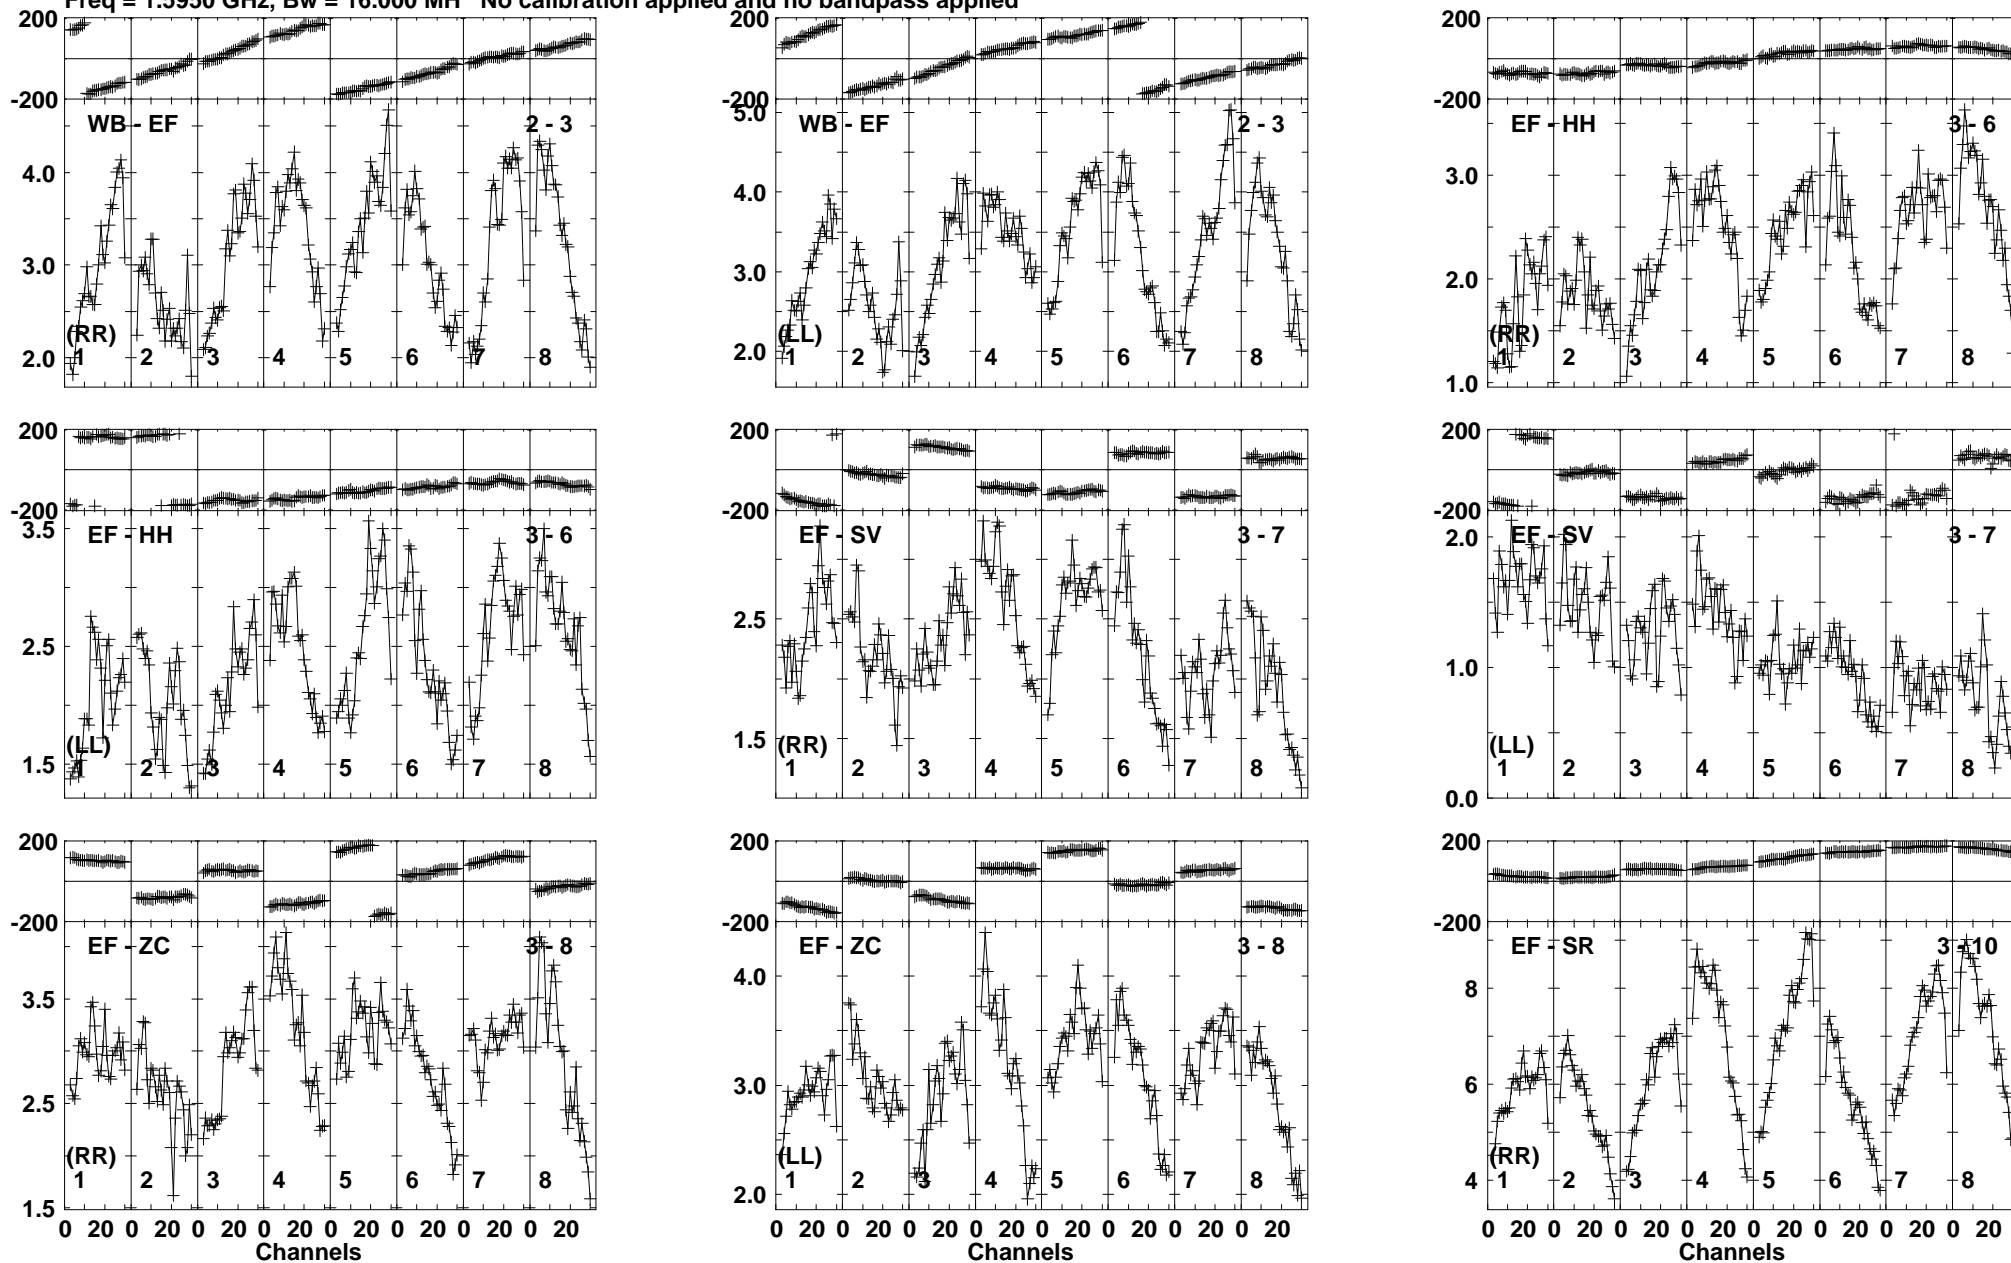 Freq = 1.5950 GHz, Bw = 16.000 MH No calibration applied and no bandpass applied
200 200 200
-200 -200 -200
WB - EF 2 - 3 WB - EF 2 - 3 EF - HH 3 - 6
5.0
4.0 4.0 3.0
3.0 3.0 2.0
2.0 2.0 1.0
(RR) (LL) (RR)
1 2 3 4 5 6 7 8 1 2 3 4 5 6 7 8 1 2 3 4 5 6 7 8
200 200 200
-200 -200 -200
EF - HH 3 - 6 EF - SV 3 - 7 EF - SV 3 - 7
3.5 2.0
2.5 2.5 1.0
1.5 1.5 0.0
(LL) (RR) (LL)
1 2 3 4 5 6 7 8 1 2 3 4 5 6 7 8 1 2 3 4 5 6 7 8
200 200 200
-200 -200 -200
EF - ZC 3 - 8 EF - ZC 3 - 8 EF - SR 3 - 10
3.5 4.0 8
2.5 3.0 6
1.5 2.0 4
(RR) (LL) (RR)
1 2 3 4 5 6 7 8 1 2 3 4 5 6 7 8 1 2 3 4 5 6 7 8
0 20 0 20 0 20 0 20 0 20 0 20 0 20 0 20 0 20 0 20 0 20 0 20 0 20 0 20 0 20 0 20 0 20 0 20 0 20 0 20 0 20 0 20 0 20 0 20
Channels Channels Channels